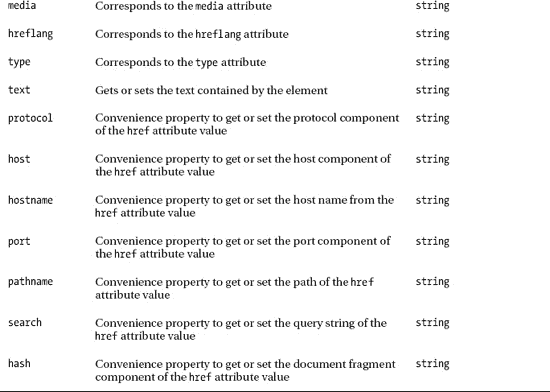 media Corresponds to the media attribute string
hreflang Corresponds to the hreflang attribute string
type Corresponds to the type attribute string
text Gets or sets the text contained by the element string
protocol Convenience property to get or set the protocol component string
of the href attribute value
host Convenience property to get or set the host component of string
the href attribute value
hostname Convenience property to get or set the host name from the string
href attribute value
port Convenience property to get or set the port component of string
the href attribute value
pathname Convenience property to get or set the path of the href string
attribute value
search Convenience property to get or set the query string of the string
href attribute value
hash Convenience property to get or set the document fragment string
component of the href attribute value